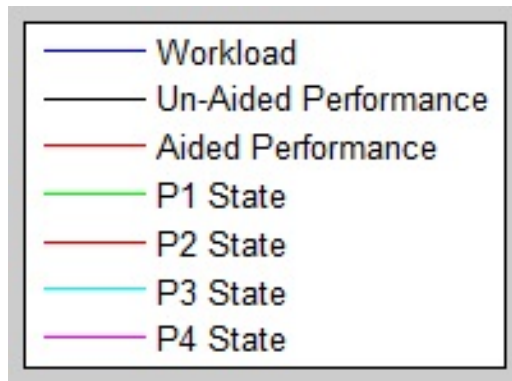 Workload
Un-Aided Performance
Aided Performance
P1 State
P2 State
P3 State
P4 State